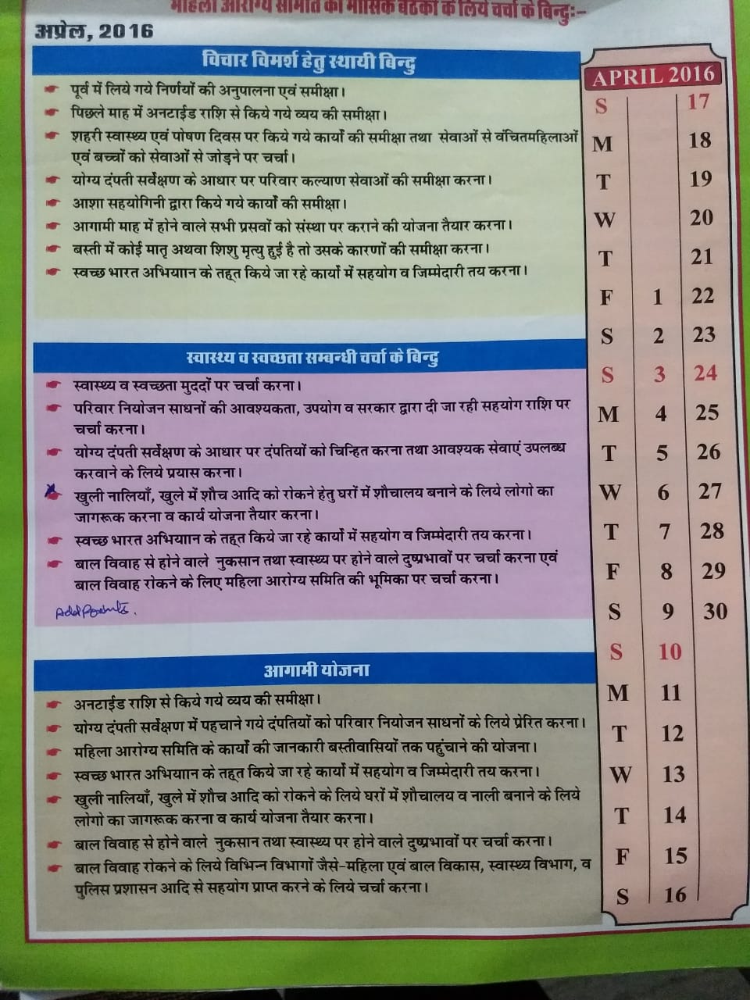 महिला आरोग्य समिति की मासिक बैठकों के लिये चर्चा के बिन्दु:-
अप्रेल, 2016
विचार विमर्श हेतु स्थायी बिन्दु
पूर्व में लिये गये निर्णयों की अनुपालना एवं समीक्षा।
पिछले माह में अनटाईड राशि से किये गये व्यय की समीक्षा।
शहरी स्वास्थ्य एवं पोषण दिवस पर किये गये कार्यो की समीक्षा तथा सेवाओं से वंचितमहिलाओं
एवं बच्चों को सेवाओं से जोड़ने पर चर्चा।
योग्य दंपती सर्वेक्षण के आधार पर परिवार कल्याण सेवाओं की समीक्षा करना।
आशा सहयोगिनी द्वारा किये गये कार्यो की समीक्षा।
आगामी माह में होने वाले सभी प्रसवों को संस्था पर कराने की योजना तैयार करना।
बस्ती में कोई मातृ अथवा शिशु मृत्यु हुई है तो उसके कारणों की समीक्षा करना।
स्वच्छ भारत अभियाान के तह्त किये जा रहे कार्यो में सहयोग व जिम्मेदारी तय करना।
स्वास्थ्य व स्वच्छता सम्बन्धी चर्चा के बिन्दु
स्वास्थ्य व स्वच्छता मुददों पर चर्चा करना।
परिवार नियोजन साधनों की आवश्यकता, उपयोग व सरकार द्वारा दी जा रही सहयोग राशि पर
चर्चा करना।
योग्य दंपती सर्वेक्षण के आधार पर दंपतियों को चिन्हित करना तथा आवश्यक सेवाएं उपलब्ध
करवाने के लिये प्रयास करना।
खुली नालियाँ, खुले में शौच आदि को रोकने हेतु घरों में शौचालय बनाने के लिये लोगो का
जागरूक करना व कार्य योजना तैयार करना।
स्वच्छ भारत अभियाान के तह्त किये जा रहे कार्यो में सहयोग व जिम्मेदारी तय करना।
बाल विवाह से होने वाले नुकसान तथा स्वास्थ्य पर होने वाले दुष्प्रभावों पर चर्चा करना एवं
बाल विवाह रोकने के लिए महिला आरोग्य समिति की भूमिका पर चर्चा करना।
Add Points.
आगामी योजना
अनटाईड राशि से किये गये व्यय की समीक्षा।
योग्य दंपती सर्वेक्षण में पहचाने गये दंपतियों को परिवार नियोजन साधनों के लिये प्रेरित करना।
महिला आरोग्य समिति के कार्यो की जानकारी बस्तीवासियों तक पहुंचाने की योजना।
स्वच्छ भारत अभियाान के तह्त किये जा रहे कार्यो में सहयोग व जिम्मेदारी तय करना।
खुली नालियाँ, खुले में शौच आदि को रोकने के लिये घरों में शौचालय व नाली बनाने के लिये
लोगो का जागरूक करना व कार्य योजना तैयार करना।
बाल विवाह से होने वाले नुकसान तथा स्वास्थ्य पर होने वाले दुष्प्रभावों पर चर्चा करना।
बाल विवाह रोकने के लिये विभिन्न विभागों जैसे-महिला एवं बाल विकास, स्वास्थ्य विभाग, व
पुलिस प्रशासन आदि से सहयोग प्राप्त करने के लिये चर्चा करना।
APRIL 2016
S 17
M 18
T 19
W 20
T 21
F 1 22
S 2 23
S 3 24
M 4 25
T 5 26
W 6 27
T 7 28
F 8 29
S 9 30
S 10
M 11
T 12
W 13
T 14
F 15
S 16